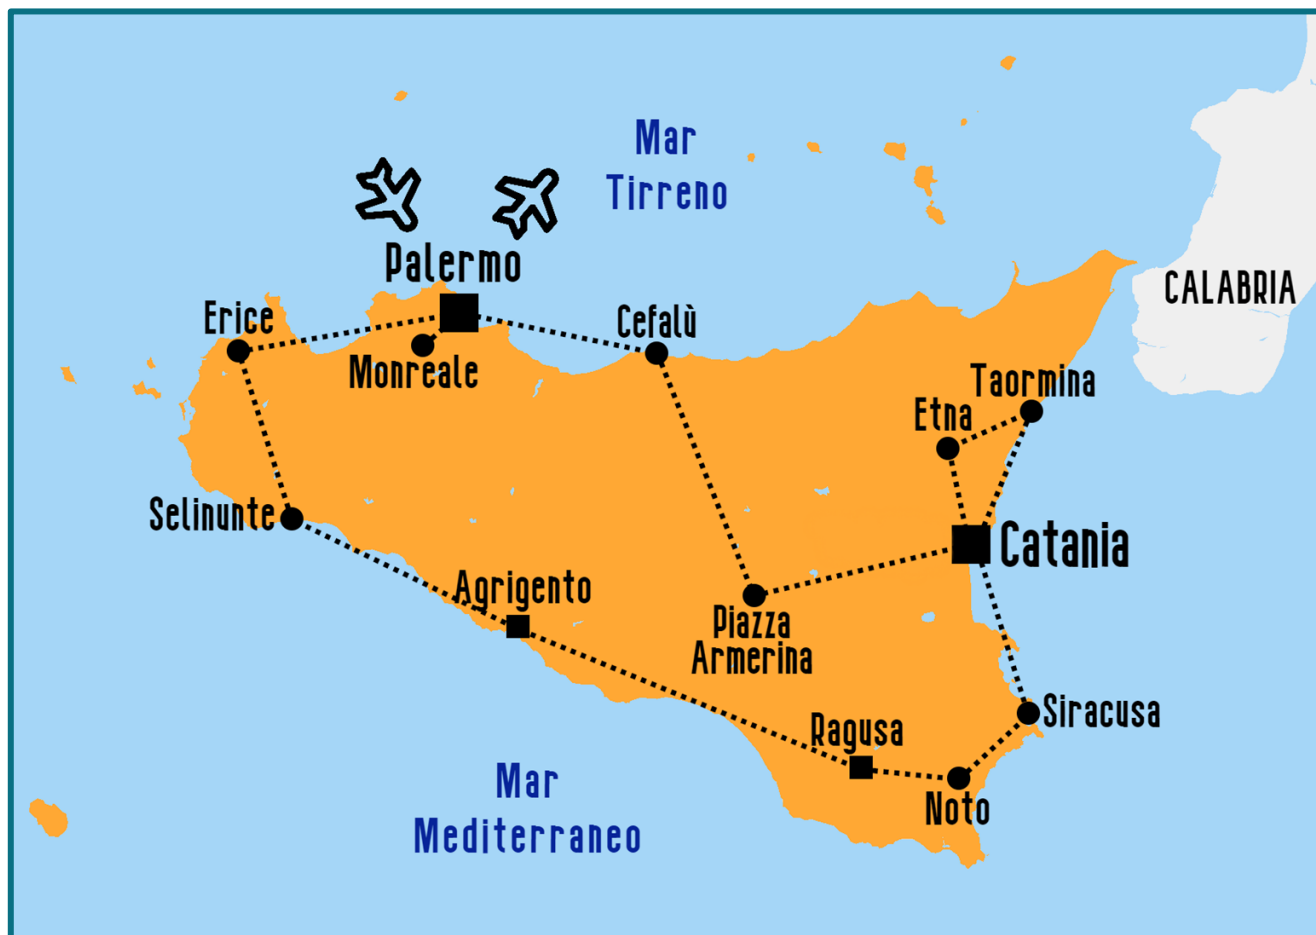 Mar
Tirreno
Palermo
CALABRIA
Erice
Cefalù
Monreale
Taormina
Etna
Selinunte
Catania
Agrigento
Piazza
Armerina
Siracusa
Ragusa
Noto
Mar
Mediterraneo